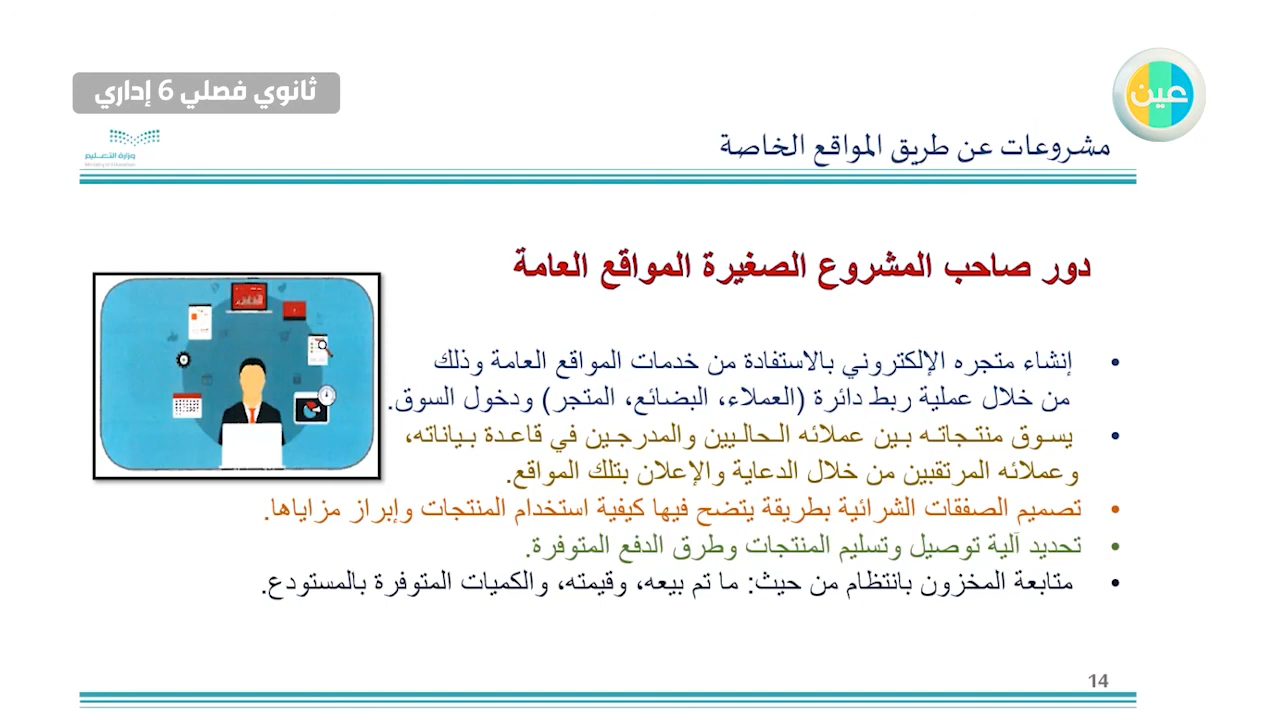 ثانوي فصلي 6 إداري
عين
وزارة التعليم
Ministry of Education
مشروعات عن طريق المواقع الخاصة
دور صاحب المشروع الصغيرة المواقع العامة
• إنشاء متجره الإلكتروني بالاستفادة من خدمات المواقع العامة وذلك
من خلال عملية ربط دائرة (العملاء، البضائع، المتجر) ودخول السوق.
• يسوق منتجاته بين عملائه الحاليين والمدرجين في قاعدة بياناته،
وعملائه المرتقبين من خلال الدعاية والإعلان بتلك المواقع.
• تصميم الصفقات الشرائية بطريقة يتضح فيها كيفية استخدام المنتجات وإبراز مزاياها.
• تحديد آلية توصيل وتسليم المنتجات وطرق الدفع المتوفرة.
• متابعة المخزون بانتظام من حيث: ما تم بيعه، وقيمته، والكميات المتوفرة بالمستودع.
14